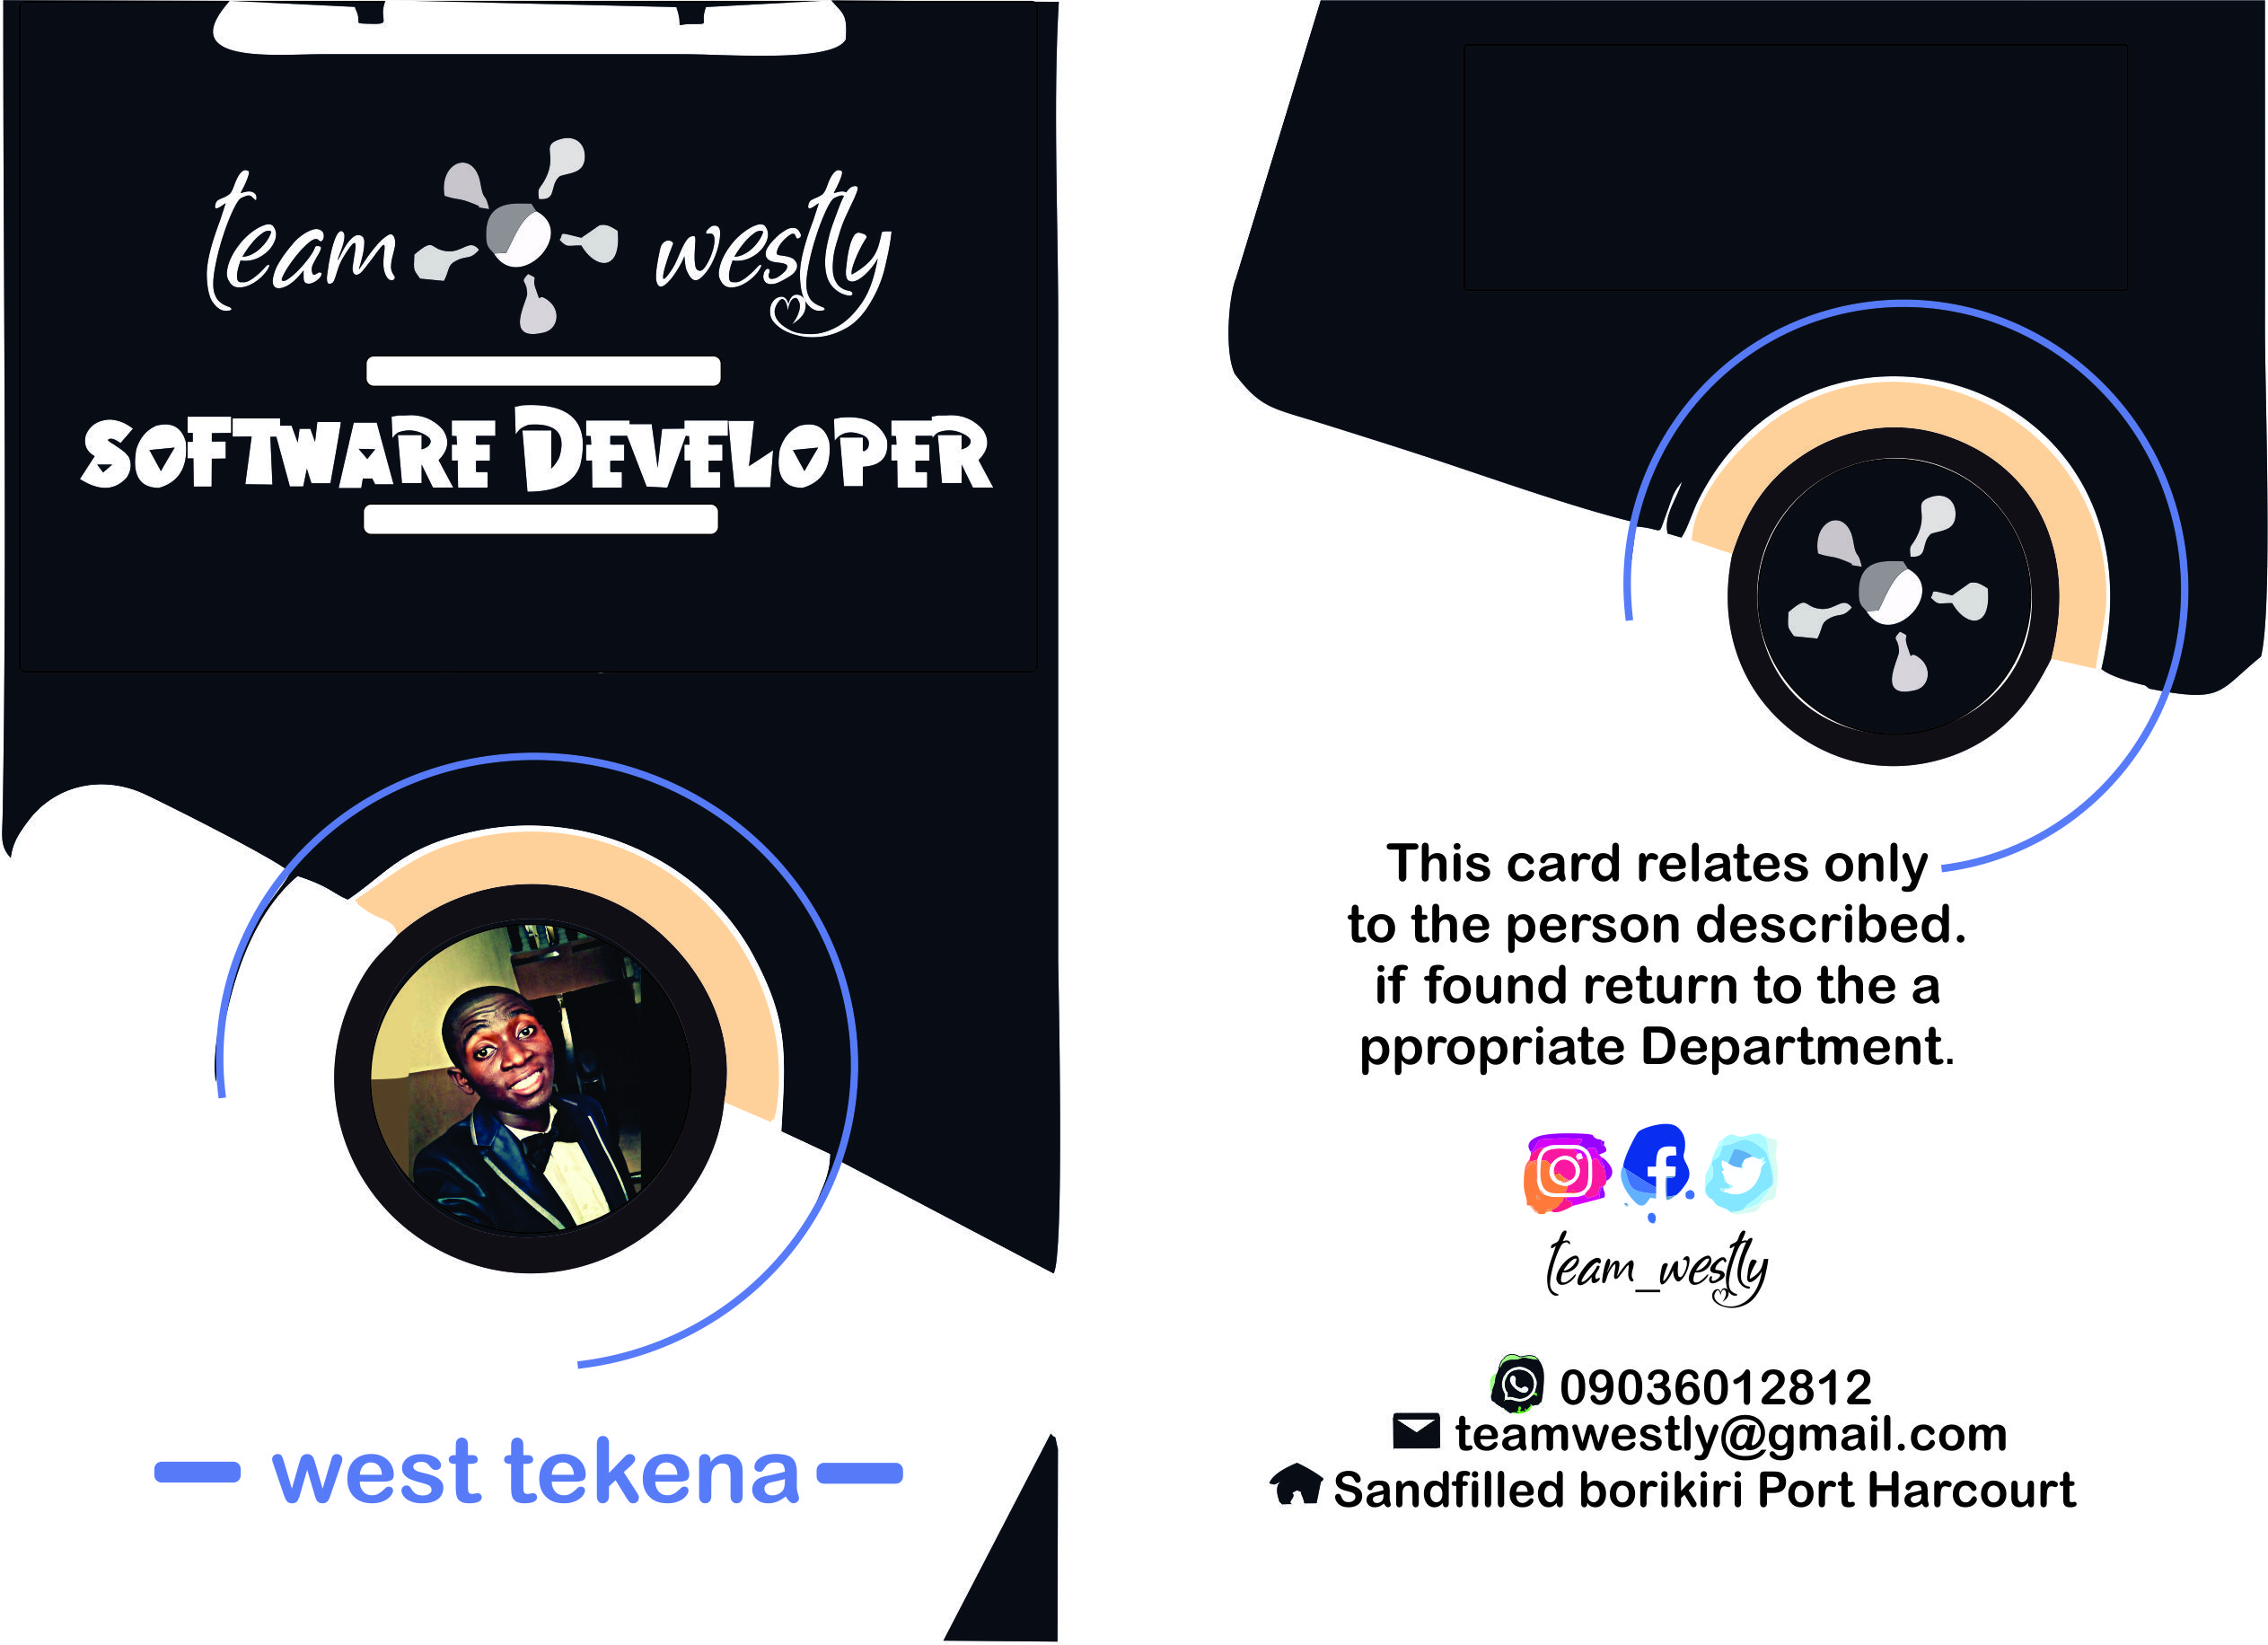 team westly
SOFTWARE DEVELOPER
west tekena
This card relates only
to the person described.
if found return to the a
ppropriate Department.
team_westly
09036012812
teamwestly@gmail.com
Sandfilled borikiri Port Harcourt